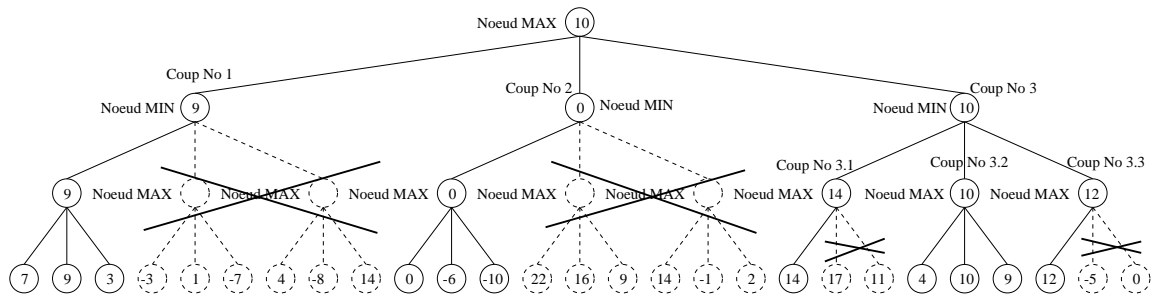 Noeud MAX 10
Coup No 1
Coup No 2
Coup No 3
Noeud MIN 9
0 Noeud MIN
Noeud MIN 10
Coup No 3.1
Coup No 3.2
Coup No 3.3
9 Noeud MAX Noeud MAX Noeud MAX 0 Noeud MAX Noeud MAX Noeud MAX 14 Noeud MAX 10 Noeud MAX 12
7 9 3 -3 1 -7 4 -8 14 0 -6 -10 22 16 9 14 -1 2 14 17 11 4 10 9 12 -5 0